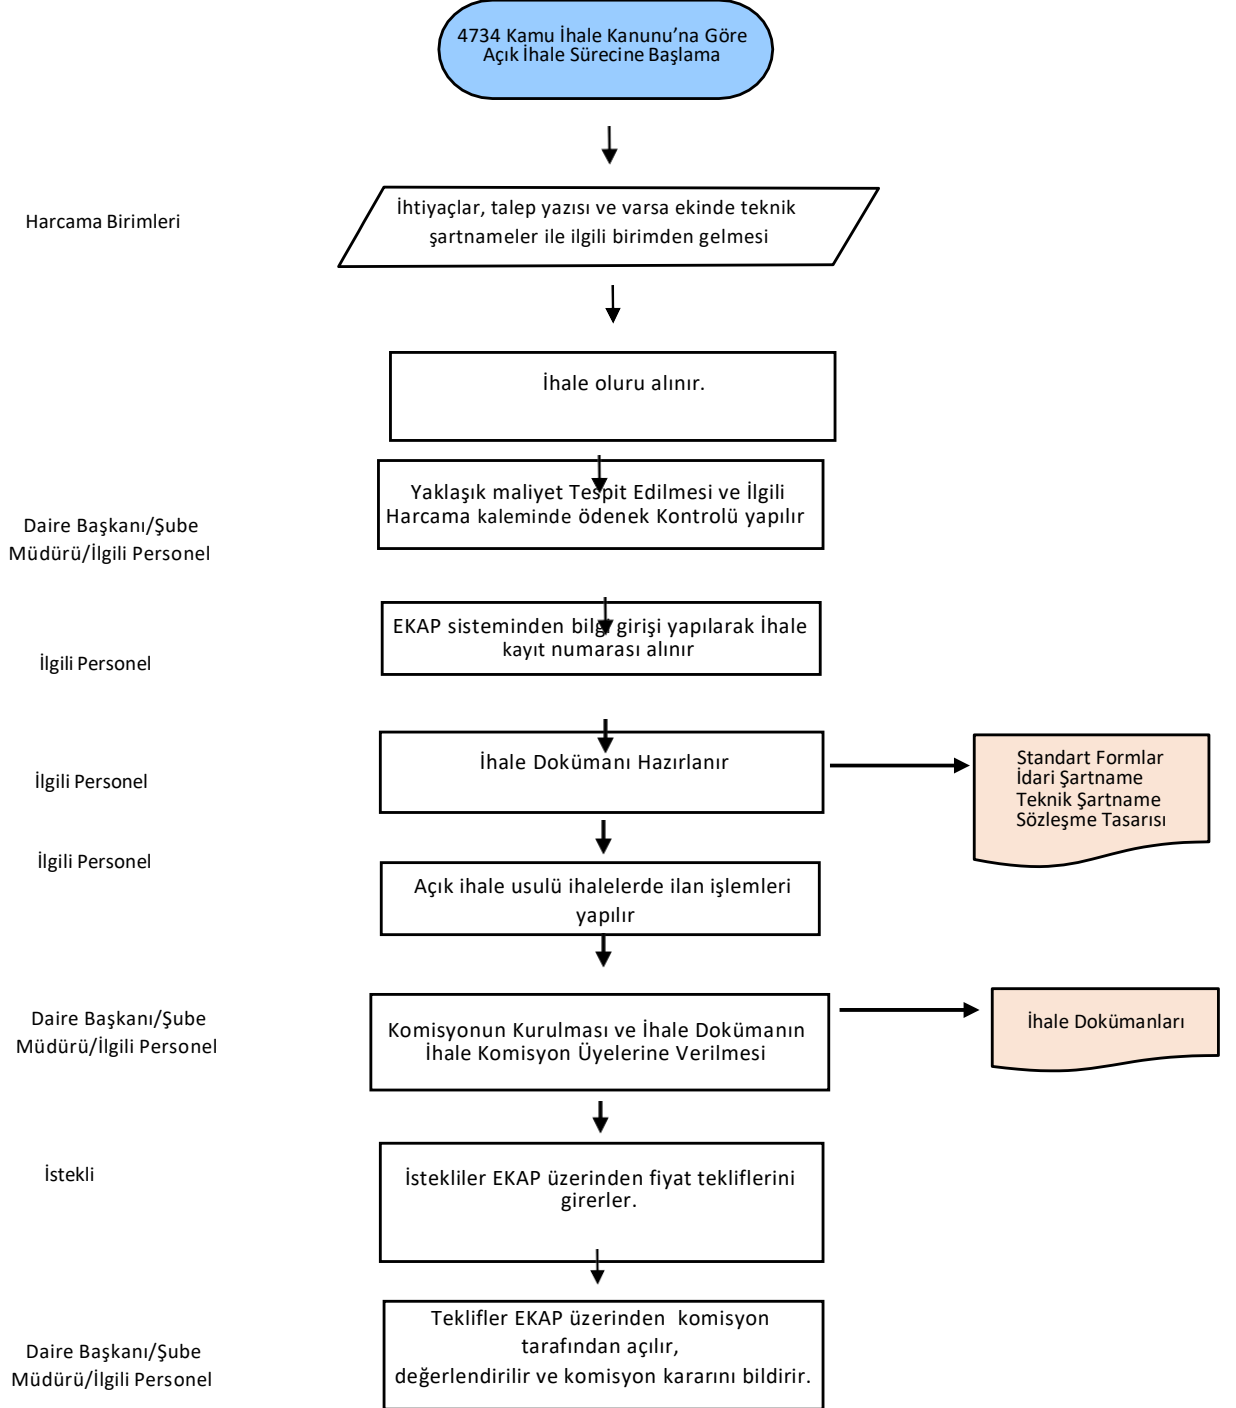 4734 Kamu İhale Kanunu’na Göre
Açık İhale Sürecine Başlama
Harcama Birimleri
İhtiyaçlar, talep yazısı ve varsa ekinde teknik
şartnameler ile ilgili birimden gelmesi
İhale oluru alınır.
Daire Başkanı/Şube
Müdürü/İlgili Personel
Yaklaşık maliyet Tespit Edilmesi ve İlgili
Harcama kaleminde ödenek Kontrolü yapılır
İlgili Personel
EKAP sisteminden bilgi girişi yapılarak İhale
kayıt numarası alınır
İlgili Personel
İhale Dokümanı Hazırlanır
Standart Formlar
İdari Şartname
Teknik Şartname
Sözleşme Tasarısı
İlgili Personel
Açık ihale usulü ihalelerde ilan işlemleri
yapılır
Daire Başkanı/Şube
Müdürü/İlgili Personel
Komisyonun Kurulması ve İhale Dokümanın
İhale Komisyon Üyelerine Verilmesi
İhale Dokümanları
İstekli
İstekliler EKAP üzerinden fiyat tekliflerini
girerler.
Daire Başkanı/Şube
Müdürü/İlgili Personel
Teklifler EKAP üzerinden komisyon
tarafından açılır,
değerlendirilir ve komisyon kararını bildirir.